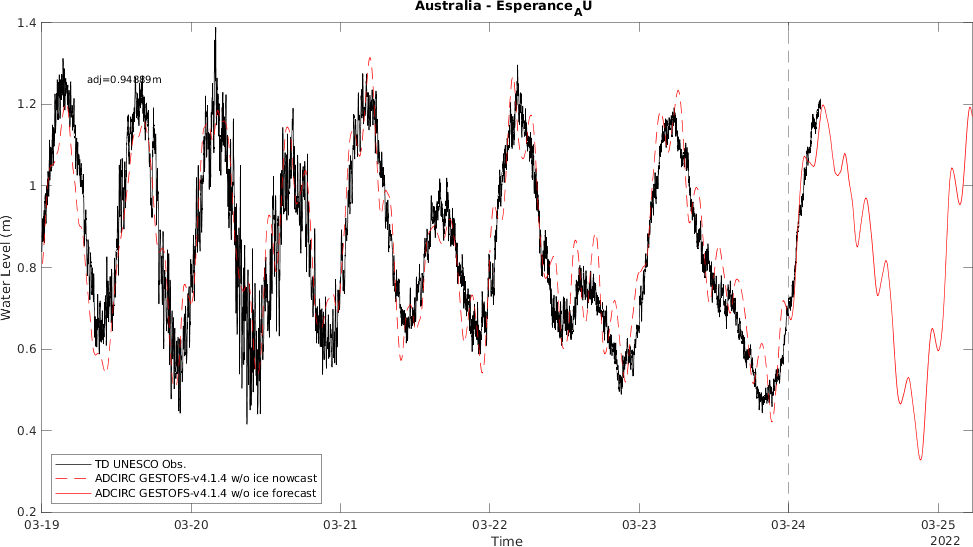 Australia - Esperance_AU
1.4
adj=0.94889m
1.2
1
0.8
0.6
0.4
0.2
Water Level (m)
TD UNESCO Obs.
ADCIRC GESTOFS-v4.1.4 w/o ice nowcast
ADCIRC GESTOFS-v4.1.4 w/o ice forecast
03-19 03-20 03-21 03-22 03-23 03-24 03-25
Time 2022